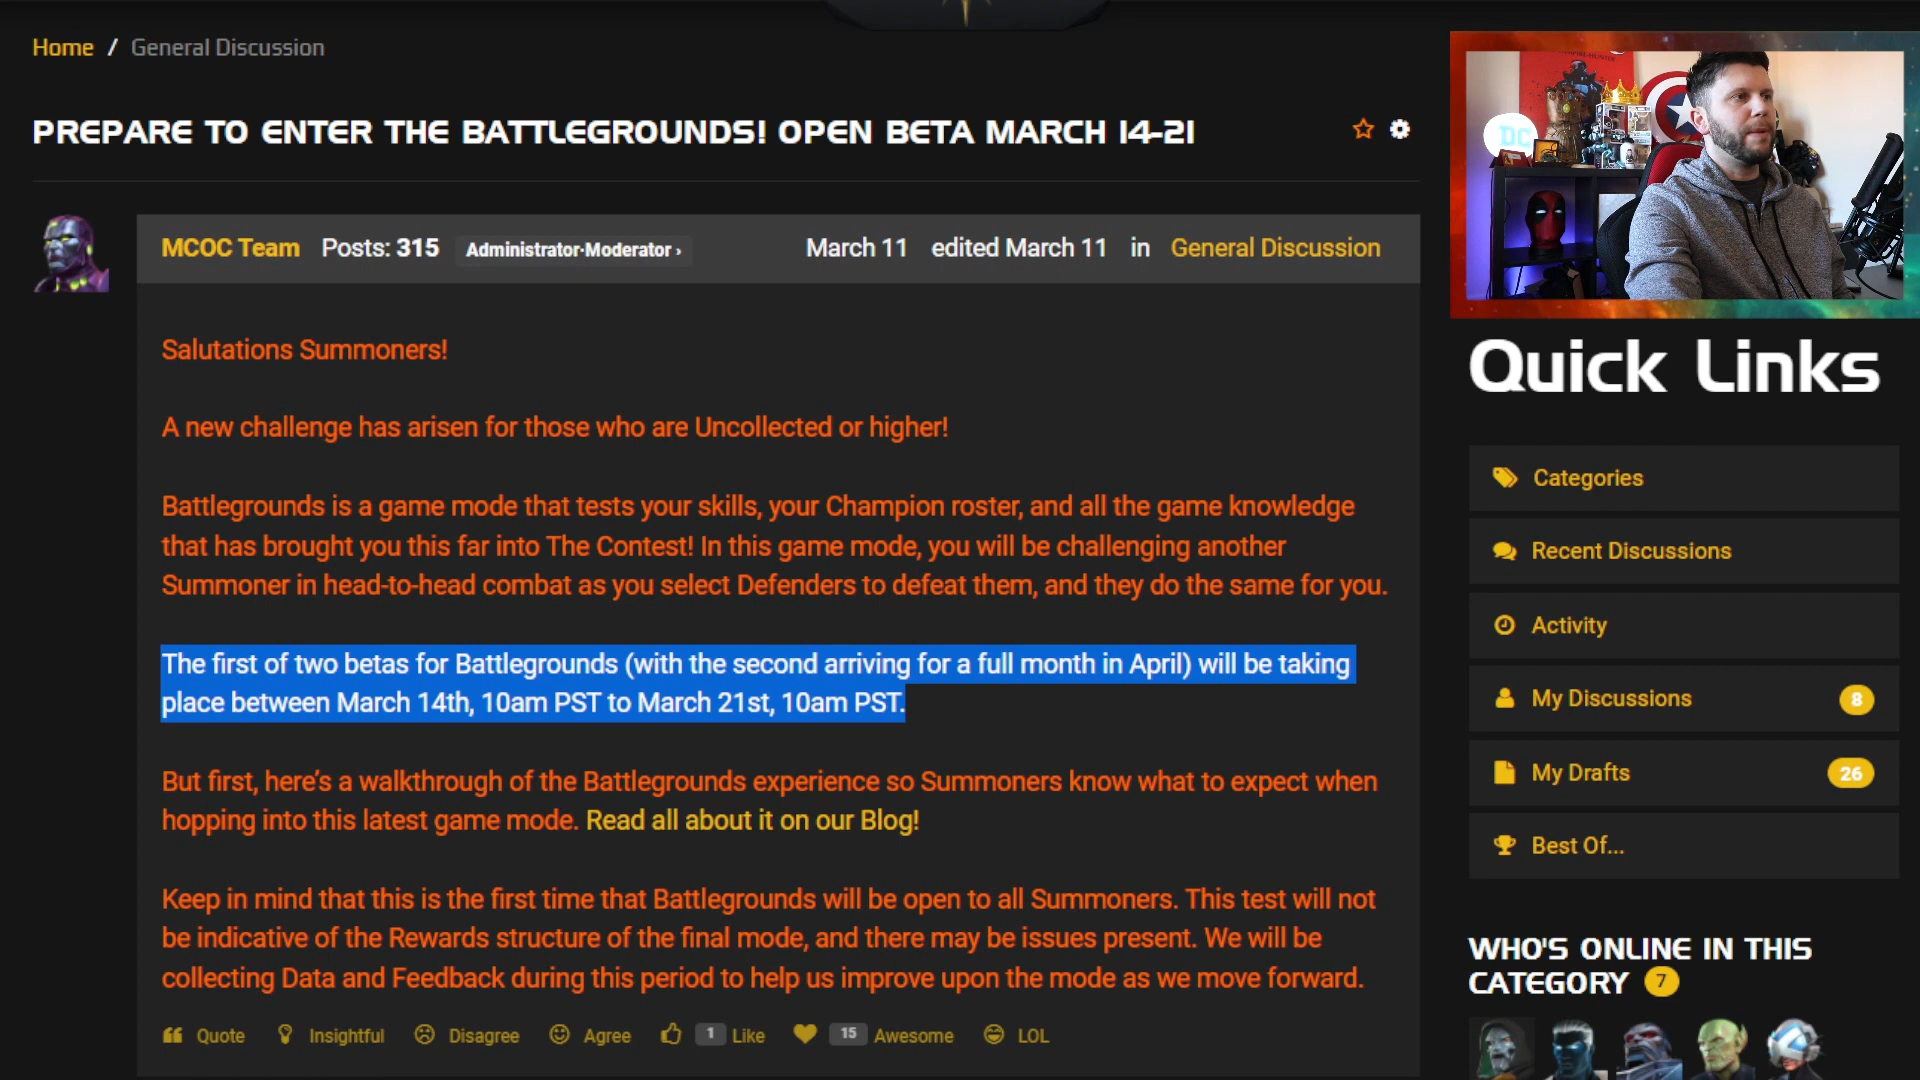 Home / General Discussion
PREPARE TO ENTER THE BATTLEGROUNDS! OPEN BETA MARCH 14-21
MCOC Team Posts: 315 Administrator·Moderator › March 11 edited March 11 in General Discussion
Salutations Summoners!
A new challenge has arisen for those who are Uncollected or higher!
Battlegrounds is a game mode that tests your skills, your Champion roster, and all the game knowledge
that has brought you this far into The Contest! In this game mode, you will be challenging another
Summoner in head-to-head combat as you select Defenders to defeat them, and they do the same for you.
The first of two betas for Battlegrounds (with the second arriving for a full month in April) will be taking
place between March 14th, 10am PST to March 21st, 10am PST.
But first, here's a walkthrough of the Battlegrounds experience so Summoners know what to expect when
hopping into this latest game mode. Read all about it on our Blog!
Keep in mind that this is the first time that Battlegrounds will be open to all Summoners. This test will not
be indicative of the Rewards structure of the final mode, and there may be issues present. We will be
collecting Data and Feedback during this period to help us improve upon the mode as we move forward.
Quote Insightful Disagree Agree 1 Like 15 Awesome LOL
DC
Quick Links
Categories
Recent Discussions
Activity
My Discussions 8
My Drafts 26
Best Of...
WHO'S ONLINE IN THIS
CATEGORY 7